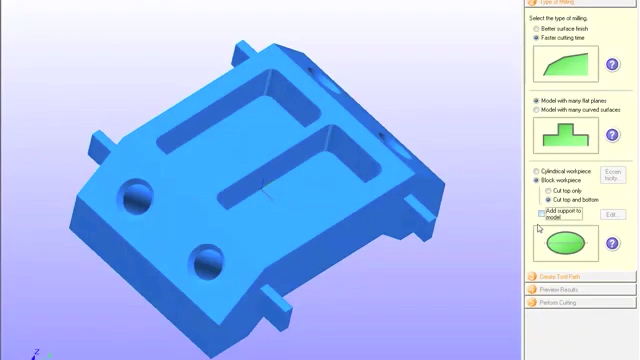 Type of Milling
Select the type of milling.
Better surface finish
Faster cutting time
?
Model with many flat planes
Model with many curved surfaces
?
Cylindrical workpiece
Block workpiece
Cut top only
Cut top and bottom
Add support to
model
Edit...
?
Create Tool Path
Preview Results
Perform Cutting
Z